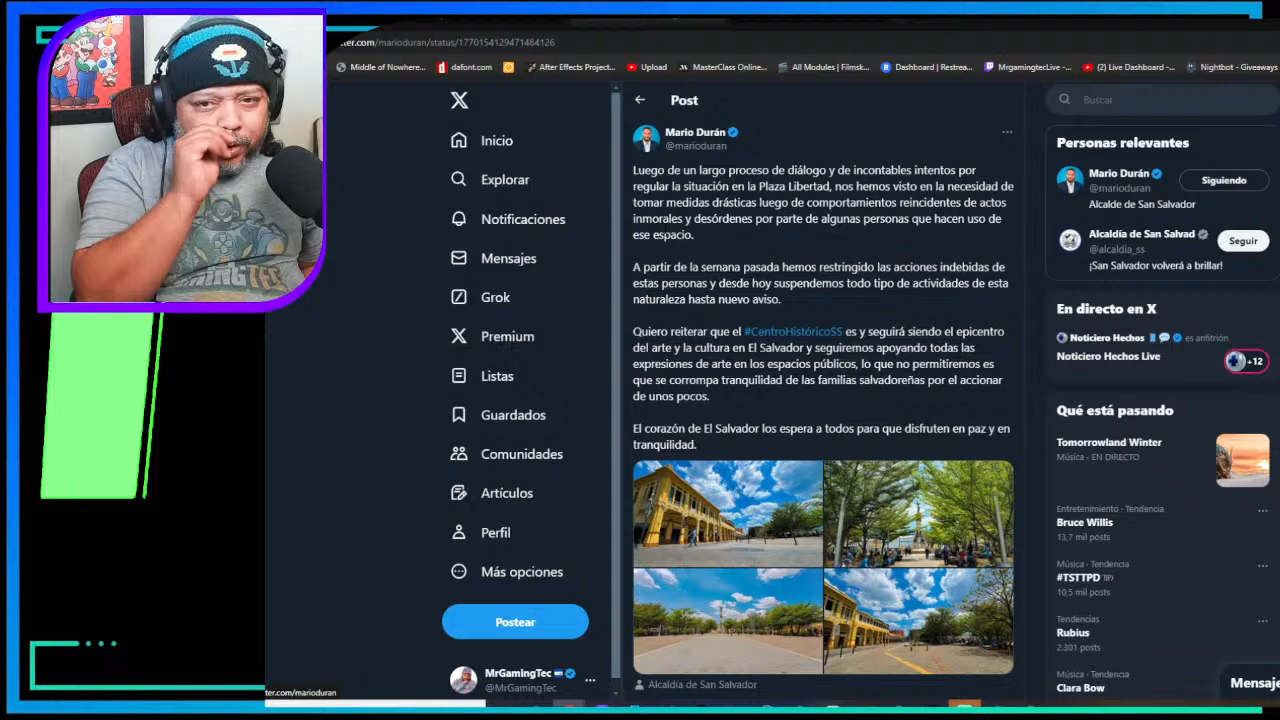 ter.com/marioduran/status/1770154129471484126
Middle of Nowhere...
dafont.com
After Effects Project...
Upload
MasterClass Online...
All Modules | Filmsk...
Dashboard | Restrea...
MrgamingtecLive -...
(2) Live Dashboard -...
Nightbot - Giveaways
Inicio
Explorar
Notificaciones
Mensajes
Grok
Premium
Listas
Guardados
Comunidades
Artículos
Perfil
Más opciones
Postear
MrGamingTec
@MrGamingTec
ter.com/marioduran
Post
Mario Durán
@marioduran
Luego de un largo proceso de diálogo y de incontables intentos por
regular la situación en la Plaza Libertad, nos hemos visto en la necesidad de
tomar medidas drásticas luego de comportamientos reincidentes de actos
inmorales y desórdenes por parte de algunas personas que hacen uso de
ese espacio.
A partir de la semana pasada hemos restringido las acciones indebidas de
estas personas y desde hoy suspendemos todo tipo de actividades de esta
naturaleza hasta nuevo aviso.
Quiero reiterar que el #CentroHistóricoSS es y seguirá siendo el epicentro
del arte y la cultura en El Salvador y seguiremos apoyando todas las
expresiones de arte en los espacios públicos, lo que no permitiremos es
que se corrompa tranquilidad de las familias salvadoreñas por el accionar
de unos pocos.
El corazón de El Salvador los espera a todos para que disfruten en paz y en
tranquilidad.
Alcaldía de San Salvador
Buscar
Personas relevantes
Mario Durán
@marioduran
Siguiendo
Alcalde de San Salvador
Alcaldía de San Salvad
@alcaldia_ss
Seguir
¡San Salvador volverá a brillar!
En directo en X
Noticiero Hechos es anfitrión
Noticiero Hechos Live
+12
Qué está pasando
Tomorrowland Winter
Música · EN DIRECTO
Entretenimiento · Tendencia
Bruce Willis
13,7 mil posts
Música · Tendencia
#TSTTPD
10,5 mil posts
Tendencias
Rubius
2.301 posts
Música · Tendencia
Clara Bow
Mensaje